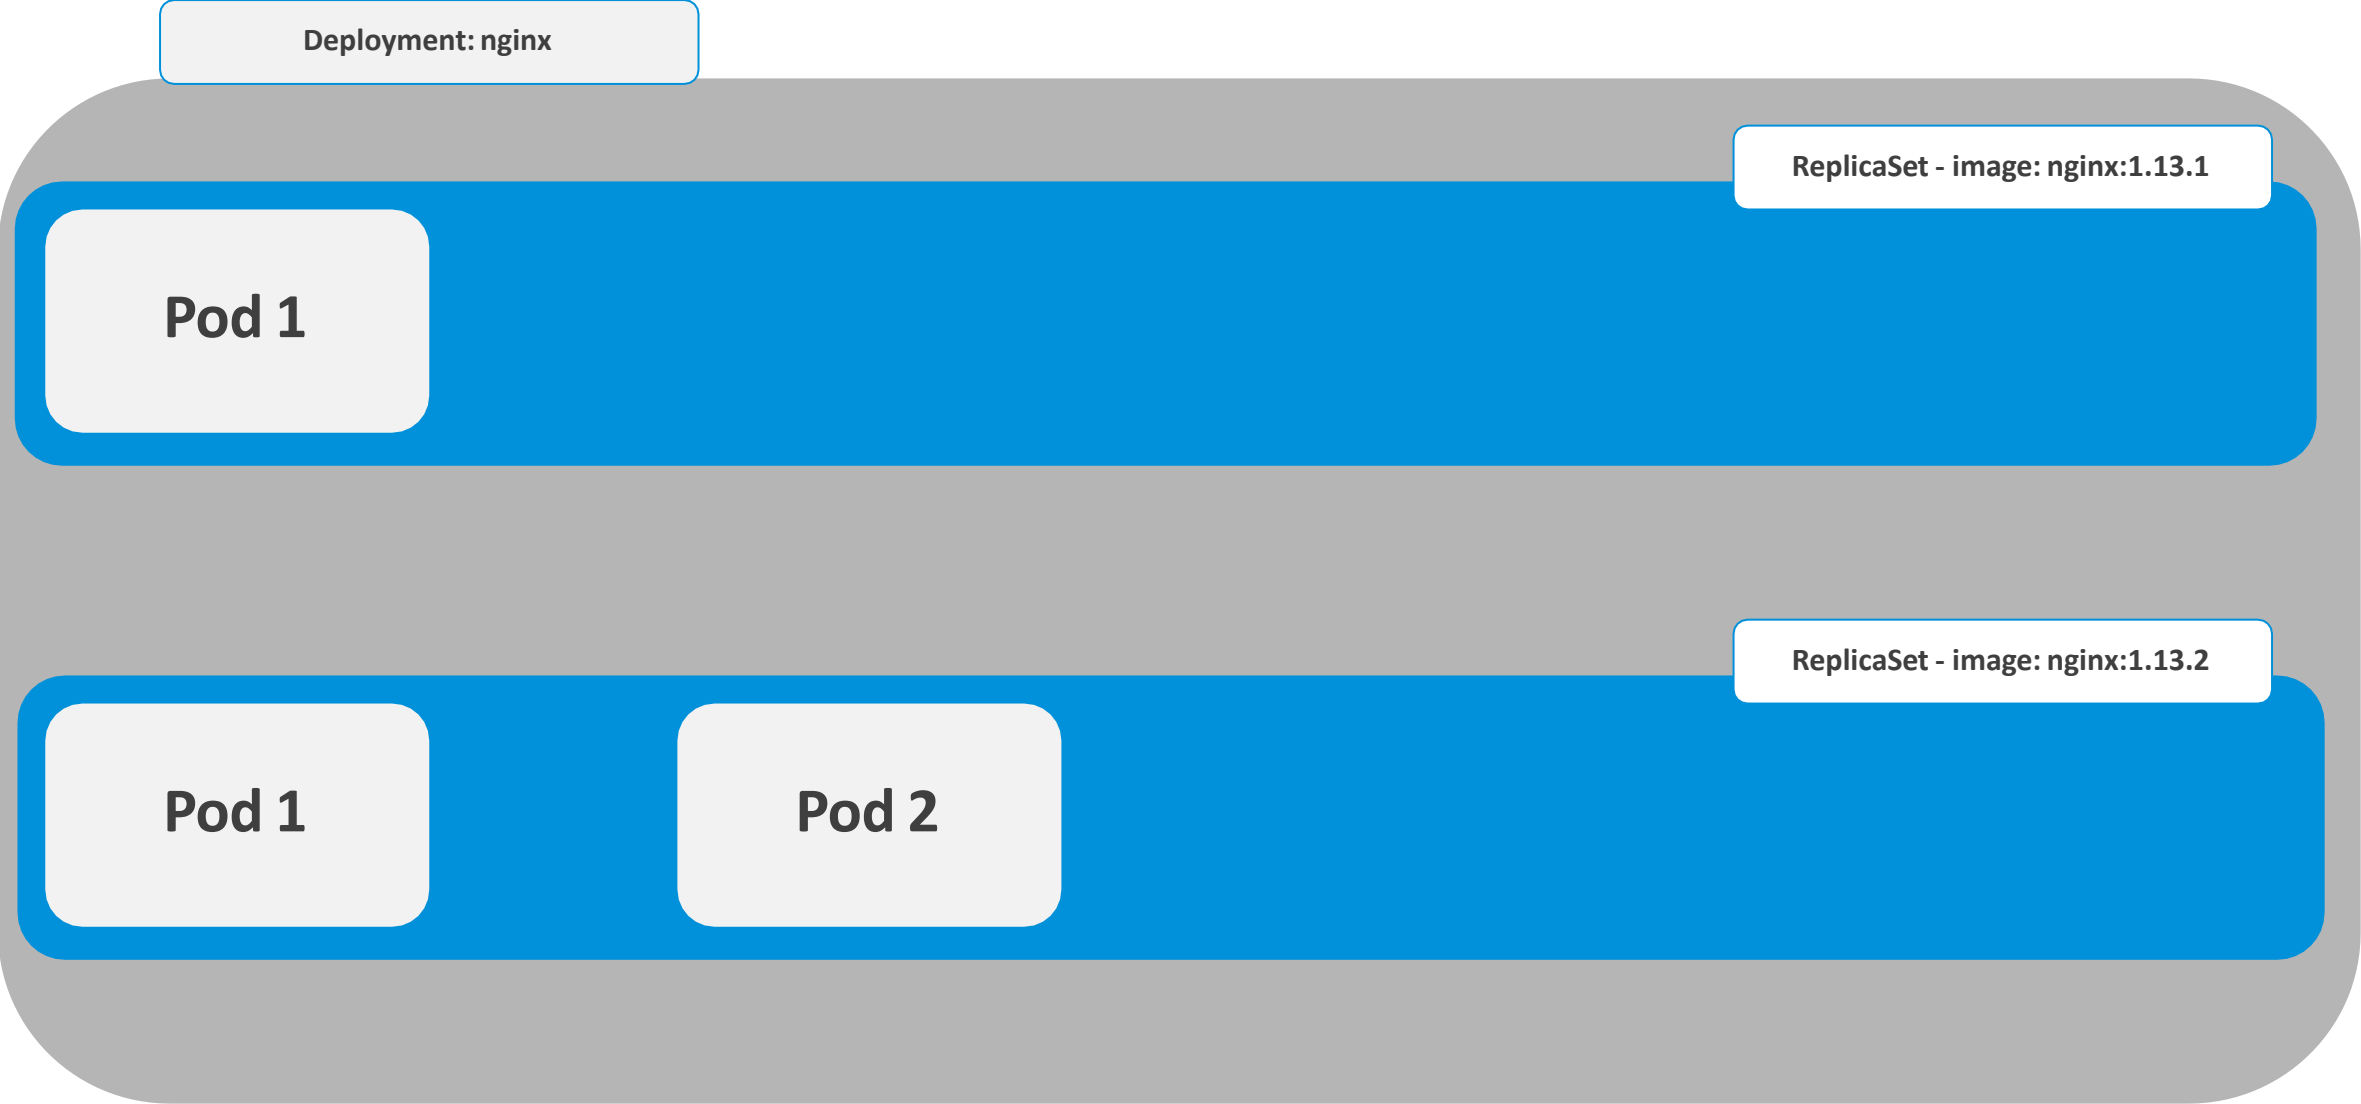 Deployment: nginx
ReplicaSet - image: nginx:1.13.1
Pod 1
ReplicaSet - image: nginx:1.13.2
Pod 1
Pod 2